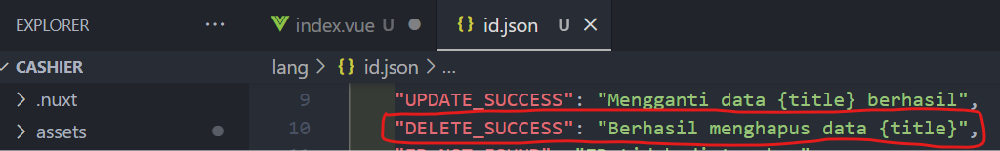 EXPLORER ...
index.vue U
{} id.json U ×
CASHIER
lang > {} id.json > ...
> .nuxt
> assets
9 "UPDATE_SUCCESS": "Mengganti data {title} berhasil",
10 "DELETE_SUCCESS": "Berhasil menghapus data {title}",